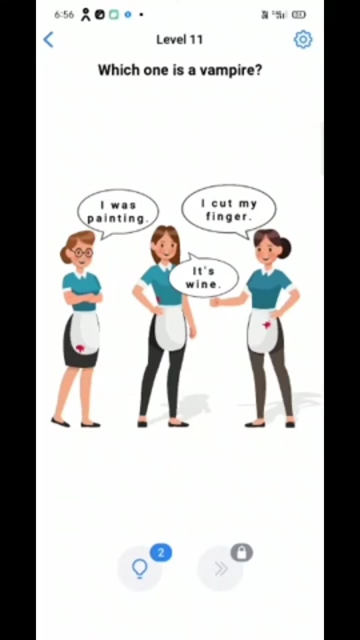 6:56
Level 11
Which one is a vampire?
I was
painting.
I cut my
finger.
It's
wine.
2